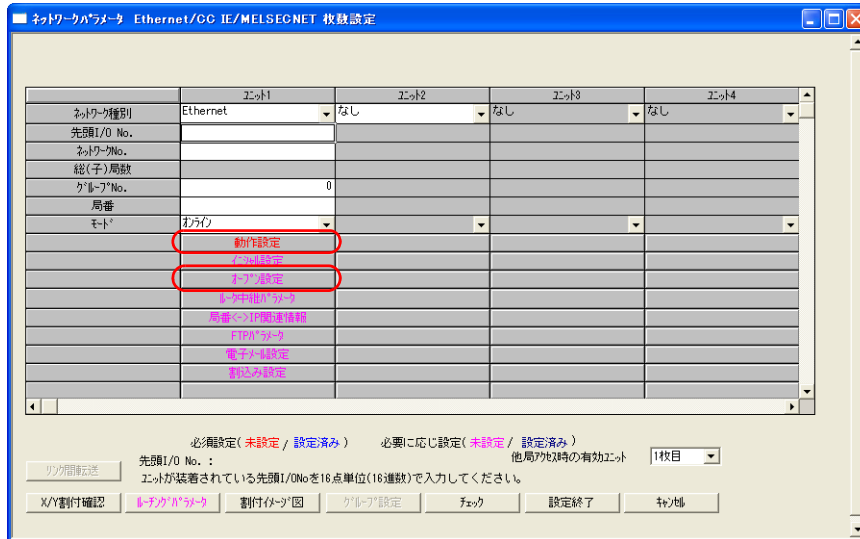 ネットワークパラメータ Ethernet/CC IE/MELSECNET 枚数設定
ユニット1 ユニット2 ユニット3 ユニット4
ネットワーク種別 Ethernet なし なし なし
先頭I/O No.
ネットワークNo.
総(子)局数
グループNo. 0
局番
モード オンライン
動作設定
イニシャル設定
オープン設定
ルータ中継パラメータ
局番<->IP関連情報
FTPパラメータ
電子メール設定
割込み設定
必須設定( 未設定 / 設定済み ) 必要に応じ設定( 未設定 / 設定済み )
先頭I/O No. : 他局アクセス時の有効ユニット 1枚目
リンク間転送
ユニットが装着されている先頭I/ONoを16点単位(16進数)で入力してください。
X/Y割付確認 ルーチングパラメータ 割付イメージ図 グループ設定 チェック 設定終了 キャンセル